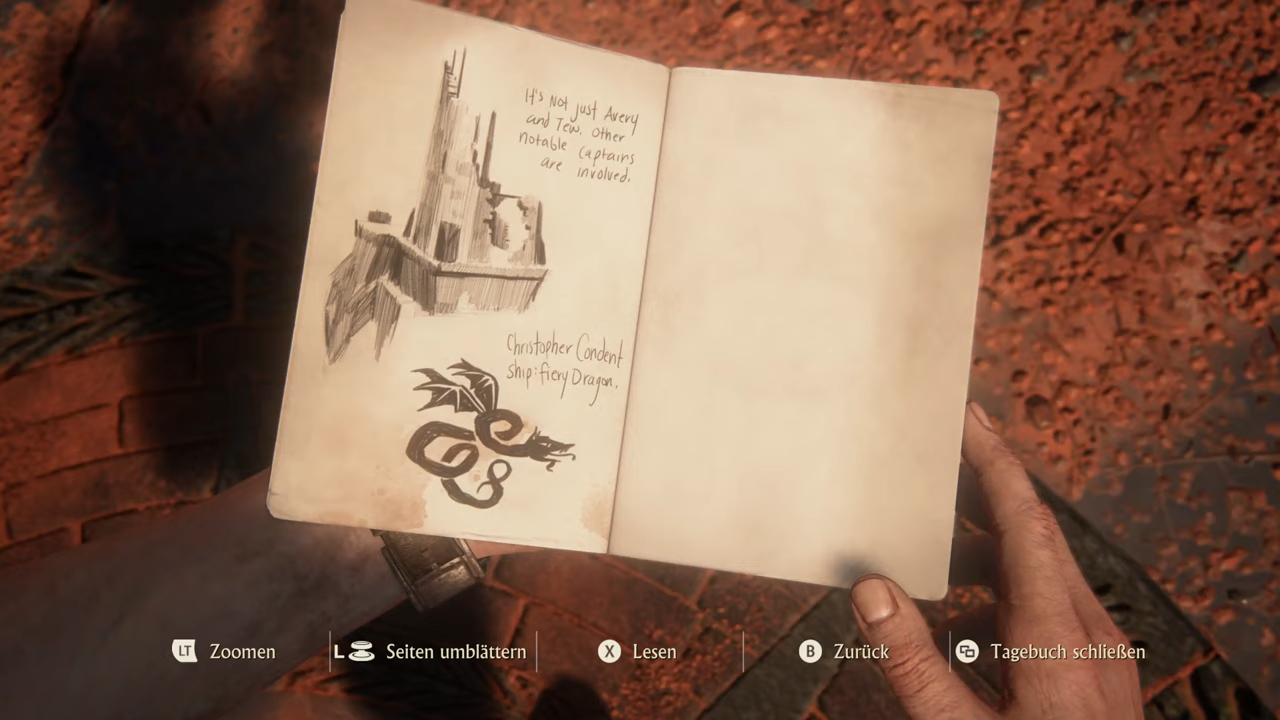 It's Not just Avery
and Tew. Other
notable captains
are involved.
Christopher Condent
ship: fiery Dragon.
LT Zoomen
L Seiten umblättern
X Lesen
B Zurück
Tagebuch schließen